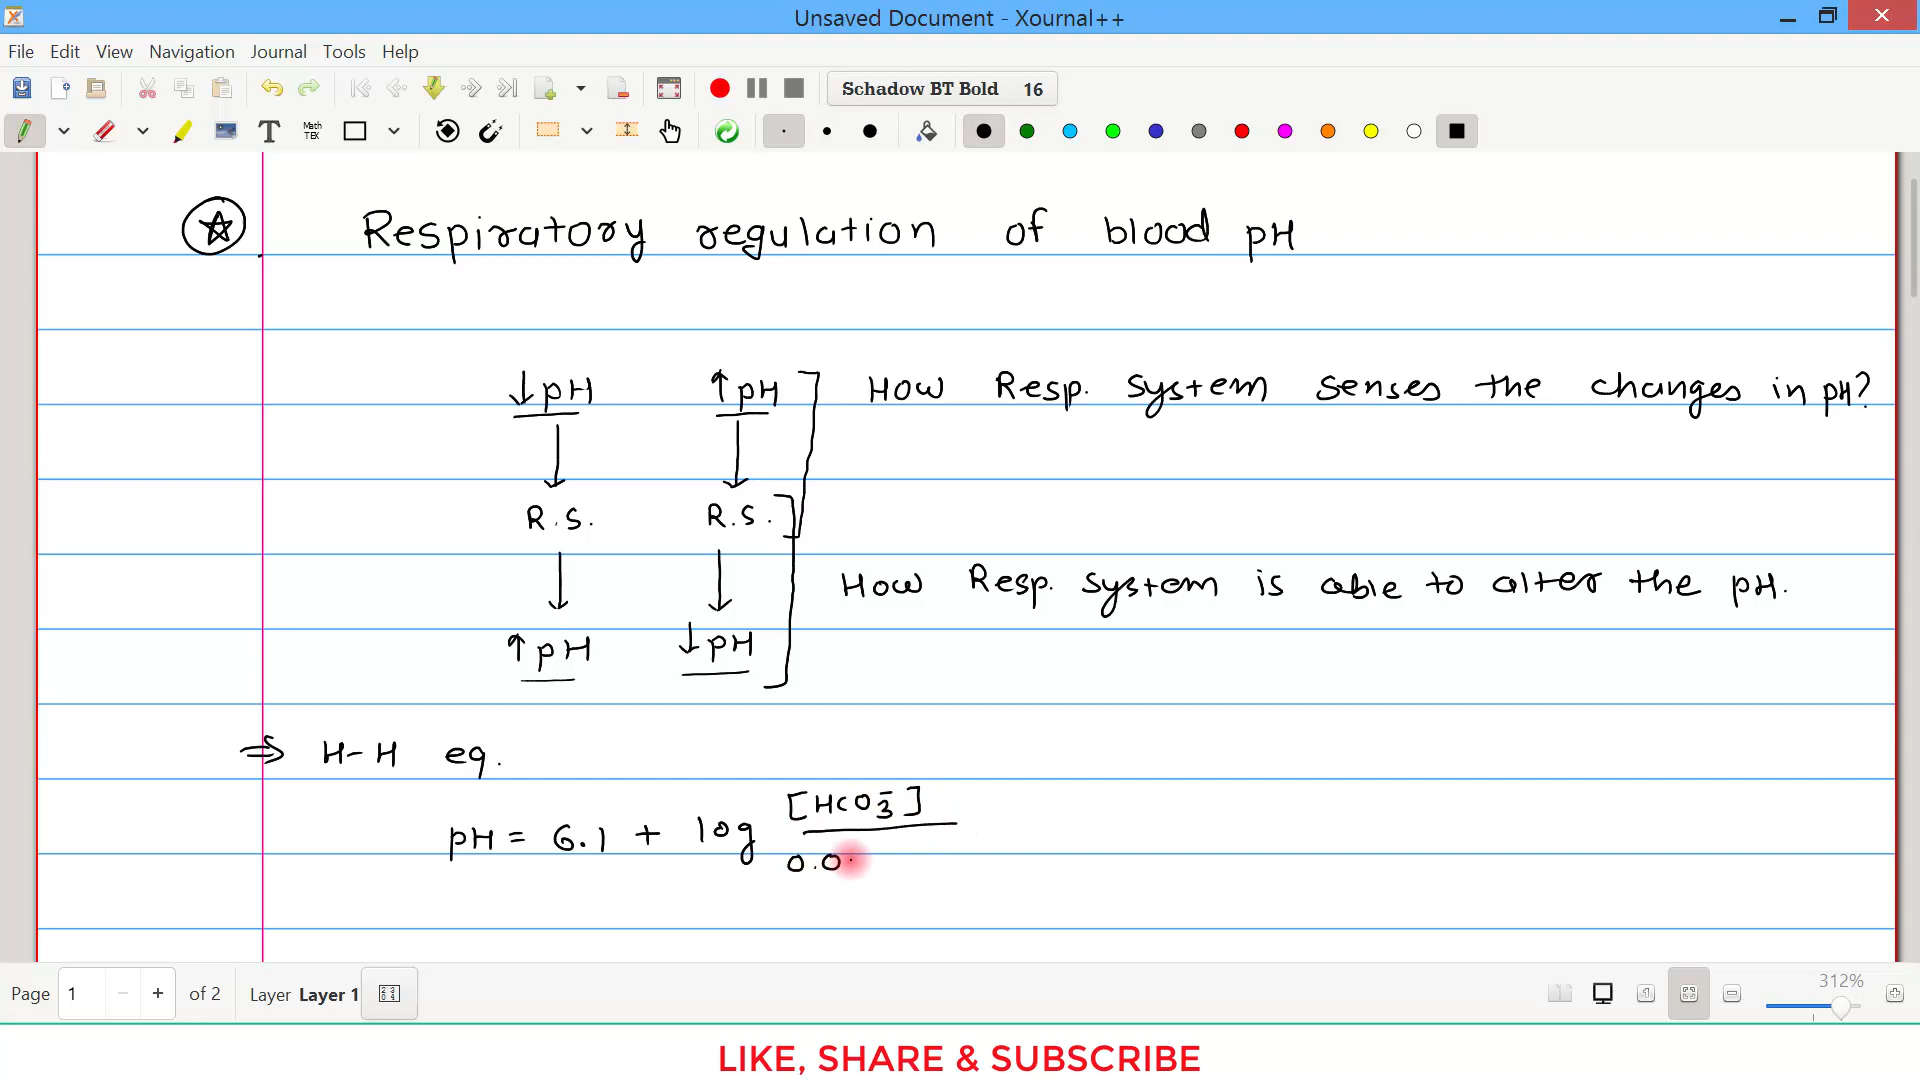 Unsaved Document - Xournal++
File Edit View Navigation Journal Tools Help
Schadow BT Bold 16
Math TEX
Respiratory regulation of blood pH
↓pH ↑pH How Resp. system senses the changes in pH?
R.S. R.S.
How Resp. system is able to alter the pH.
↑pH ↓pH
⇒ H-H eq.
[HCO₃⁻]
pH = 6.1 + log
0.0
Page 1 of 2 Layer Layer 1
312%
LIKE, SHARE & SUBSCRIBE